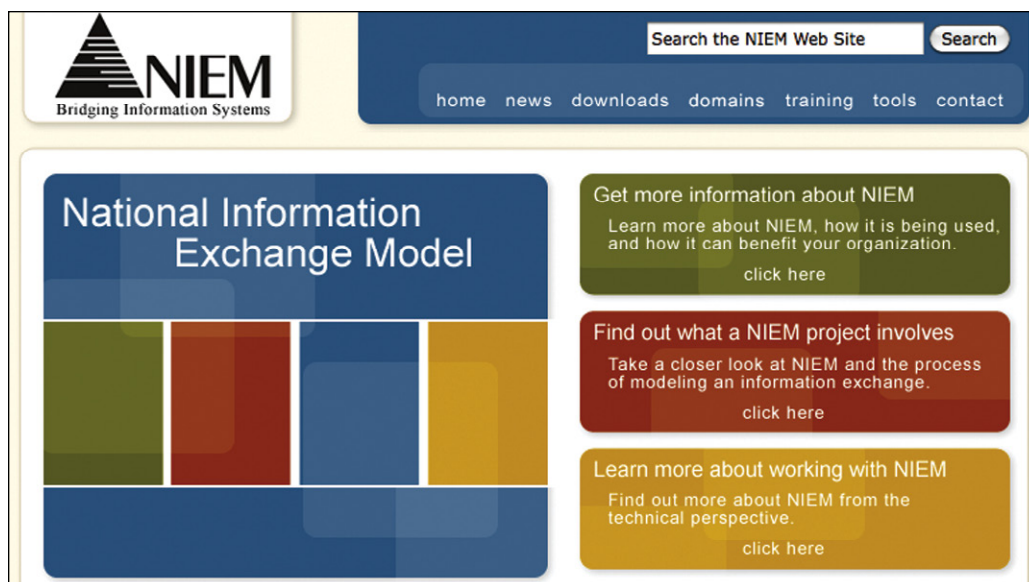 NIEM
Bridging Information Systems
Search the NIEM Web Site
Search
home news downloads domains training tools contact
National Information
Exchange Model
Get more information about NIEM
Learn more about NIEM, how it is being used,
and how it can benefit your organization.
click here
Find out what a NIEM project involves
Take a closer look at NIEM and the process
of modeling an information exchange.
click here
Learn more about working with NIEM
Find out more about NIEM from the
technical perspective.
click here